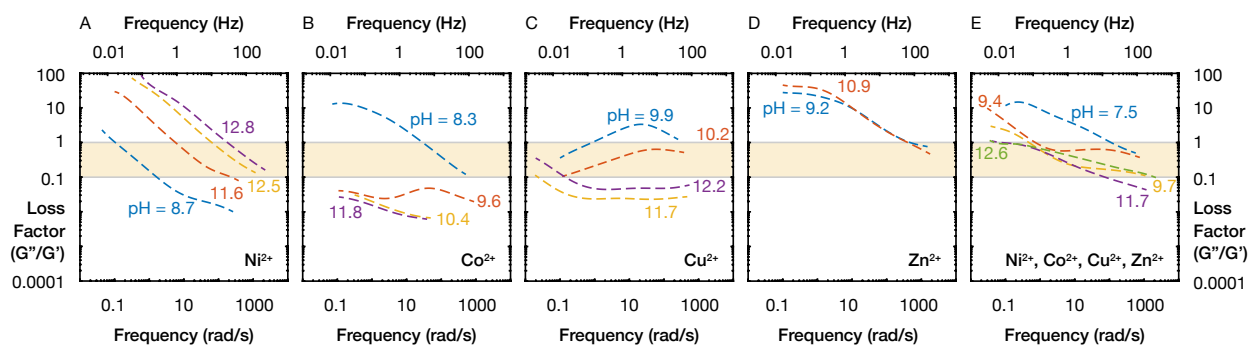 A Frequency (Hz) B Frequency (Hz) C Frequency (Hz) D Frequency (Hz) E Frequency (Hz)
0.01 1 100 0.01 1 100 0.01 1 100 0.01 1 100 0.01 1 100
100 100
10 10
1 1
0.1 0.1
Loss Factor (G”/G’)
0.0001
Loss Factor (G”/G’)
0.0001
12.8
12.5
11.6
pH = 8.7
Ni²⁺
pH = 8.3
9.6
10.4
11.8
Co²⁺
pH = 9.9
10.2
12.2
11.7
Cu²⁺
10.9
pH = 9.2
Zn²⁺
9.4
pH = 7.5
12.6
9.7
11.7
Ni²⁺, Co²⁺, Cu²⁺, Zn²⁺
0.1 10 1000 0.1 10 1000 0.1 10 1000 0.1 10 1000 0.1 10 1000
Frequency (rad/s) Frequency (rad/s) Frequency (rad/s) Frequency (rad/s) Frequency (rad/s)